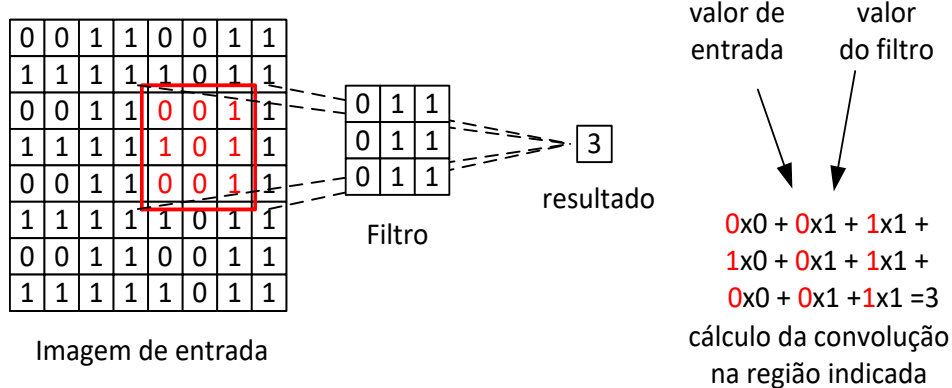 0 0 1 1 0 0 1 1
1 1 1 1 1 0 1 1
0 0 1 1 0 0 1 1
1 1 1 1 1 0 1 1
0 0 1 1 0 0 1 1
1 1 1 1 1 0 1 1
0 0 1 1 0 0 1 1
1 1 1 1 1 0 1 1
Imagem de entrada
0 1 1
0 1 1
0 1 1
Filtro
3
resultado
valor de
entrada
valor
do filtro
0x0 + 0x1 + 1x1 +
1x0 + 0x1 + 1x1 +
0x0 + 0x1 +1x1 =3
cálculo da convolução
na região indicada